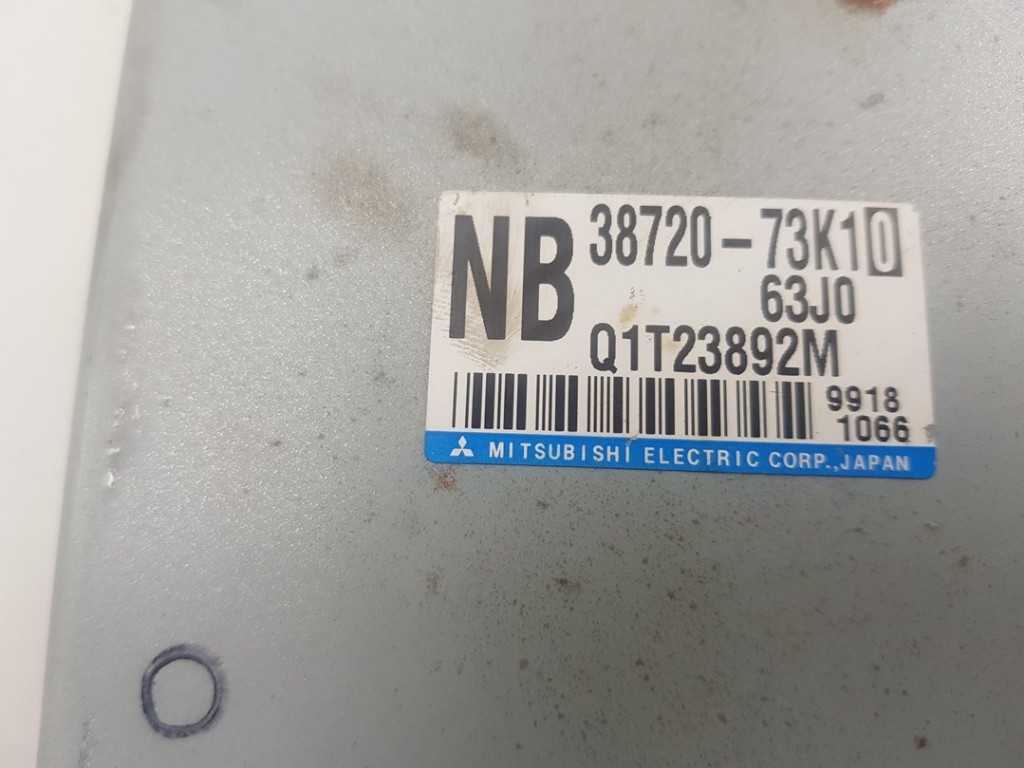 NB
38720-73K10
63J0
Q1T23892M
9918
1066
MITSUBISHI ELECTRIC CORP., JAPAN